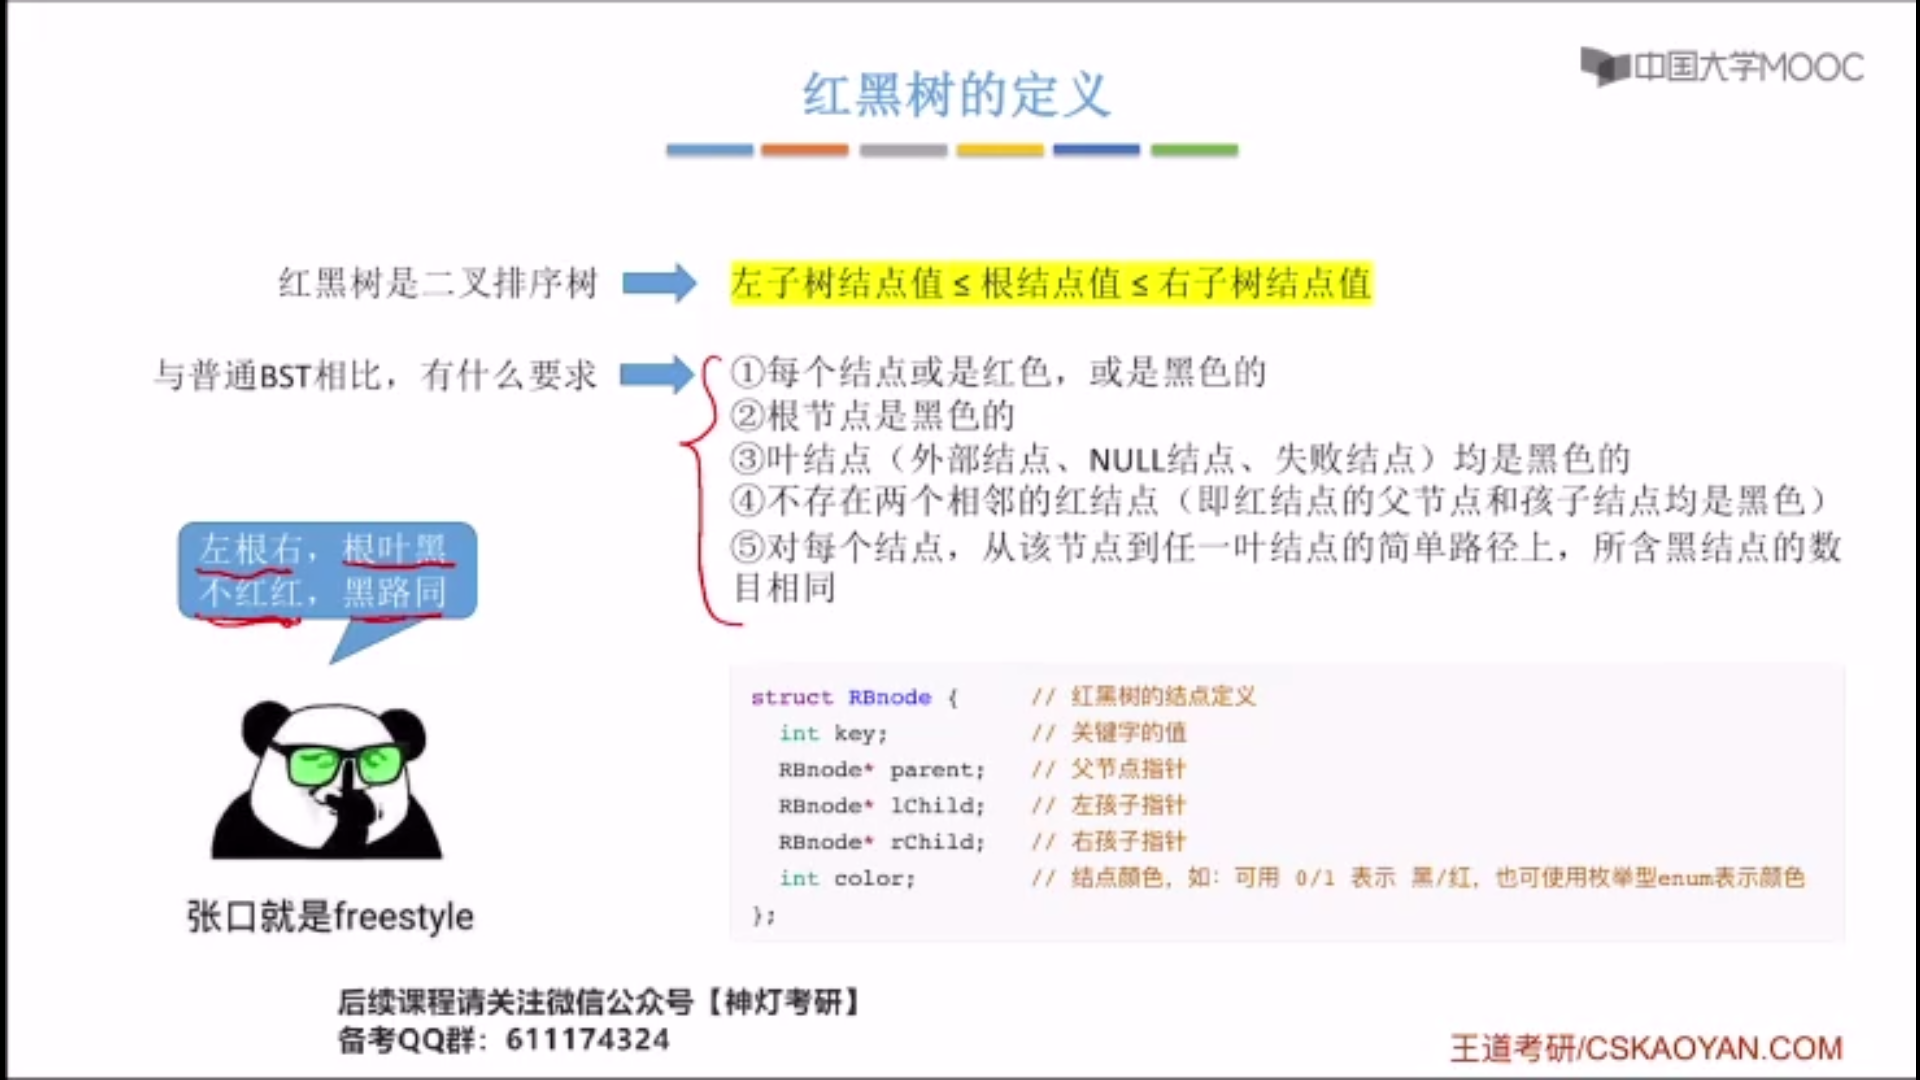 中国大学MOOC
红黑树的定义
红黑树是二叉排序树
左子树结点值 ≤ 根结点值 ≤ 右子树结点值
与普通BST相比，有什么要求
①每个结点或是红色，或是黑色的
②根节点是黑色的
③叶结点（外部结点、NULL结点、失败结点）均是黑色的
④不存在两个相邻的红结点（即红结点的父节点和孩子结点均是黑色）
⑤对每个结点，从该节点到任一叶结点的简单路径上，所含黑结点的数
目相同
左根右，根叶黑
不红红，黑路同
struct RBnode { // 红黑树的结点定义
int key; // 关键字的值
RBnode* parent; // 父节点指针
RBnode* lChild; // 左孩子指针
RBnode* rChild; // 右孩子指针
int color; // 结点颜色，如：可用 0/1 表示 黑/红，也可使用枚举型enum表示颜色
};
张口就是freestyle
后续课程请关注微信公众号【神灯考研】
备考QQ群：611174324
王道考研/CSKAOYAN.COM